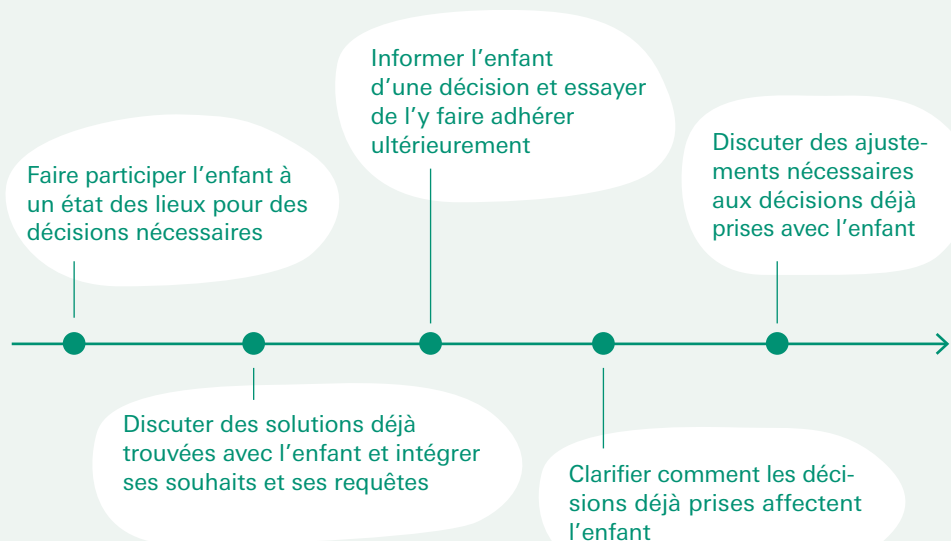 Faire participer l’enfant à
un état des lieux pour des
décisions nécessaires
Discuter des solutions déjà
trouvées avec l’enfant et intégrer
ses souhaits et ses requêtes
Informer l’enfant
d’une décision et essayer
de l’y faire adhérer
ultérieurement
Clarifier comment les déci-
sions déjà prises affectent
l’enfant
Discuter des ajuste-
ments nécessaires
aux décisions déjà
prises avec l’enfant